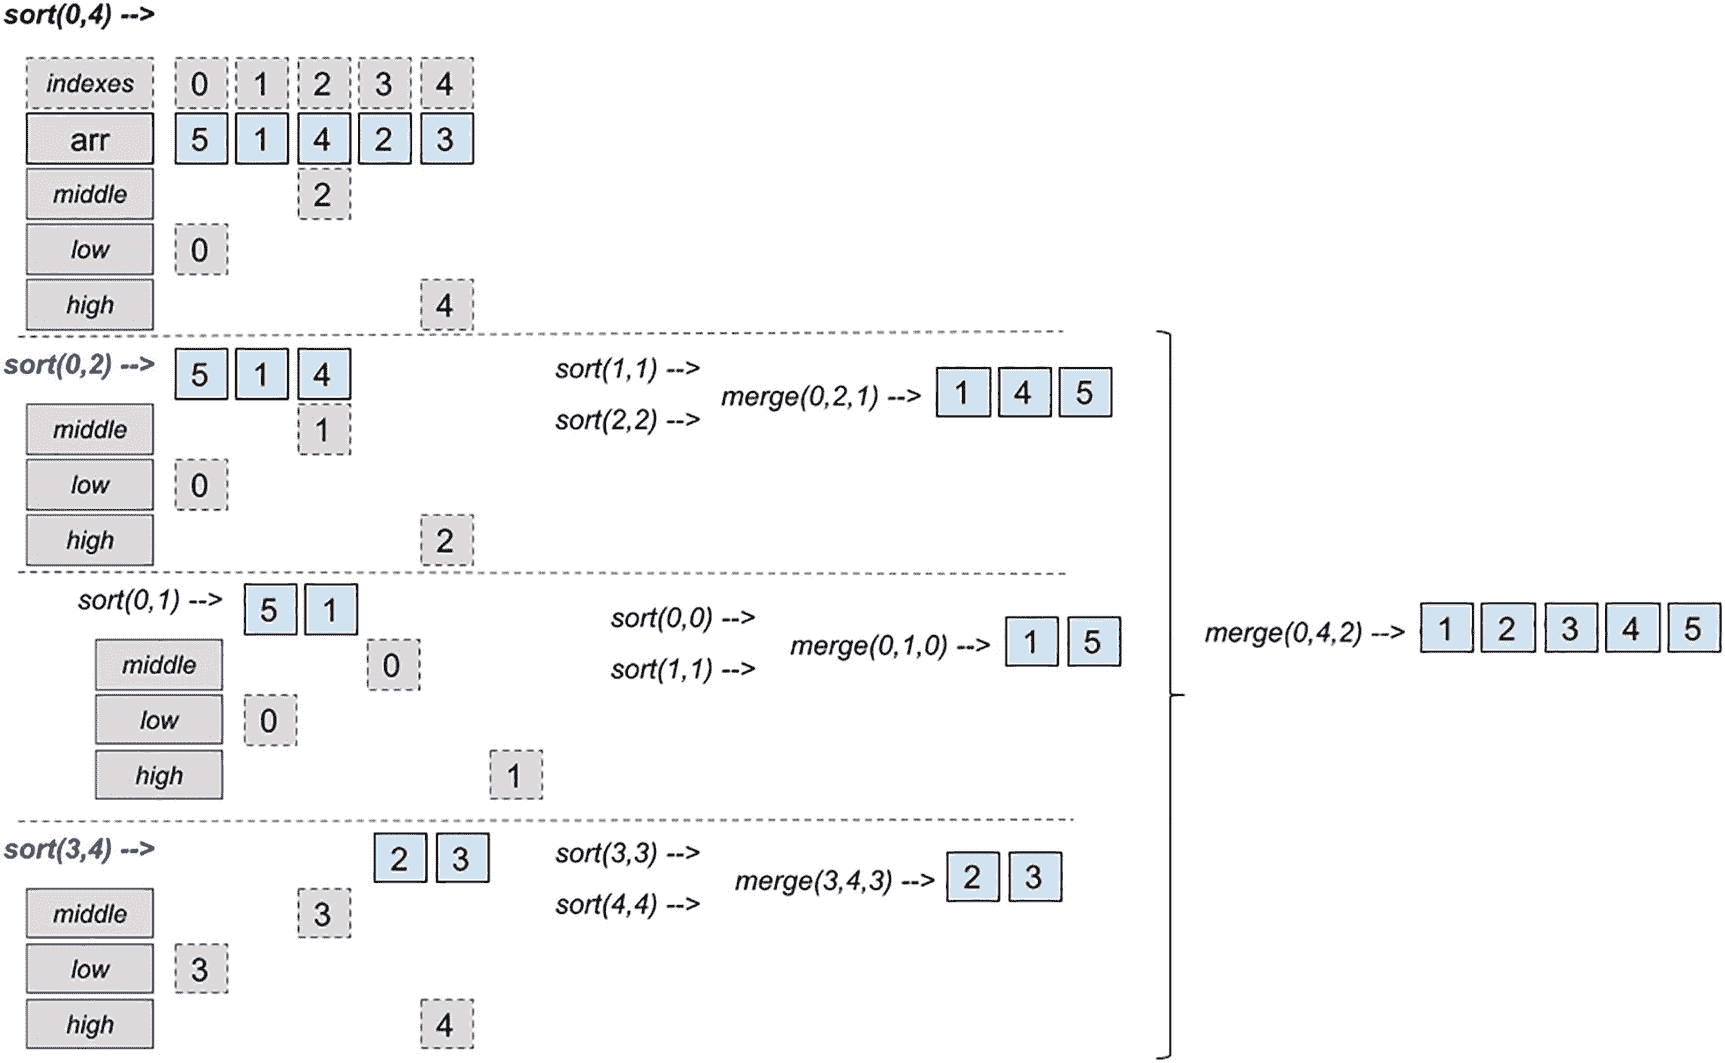 sort(0,4) -->
indexes 0 1 2 3 4
arr 5 1 4 2 3
middle 2
low 0
high 4
sort(0,2) --> 5 1 4
middle 1
low 0
high 2
sort(1,1) -->
sort(2,2) -->
merge(0,2,1) --> 1 4 5
sort(0,1) --> 5 1
middle 0
low 0
high 1
sort(0,0) -->
sort(1,1) -->
merge(0,1,0) --> 1 5
sort(3,4) --> 2 3
middle 3
low 3
high 4
sort(3,3) -->
sort(4,4) -->
merge(3,4,3) --> 2 3
merge(0,4,2) --> 1 2 3 4 5